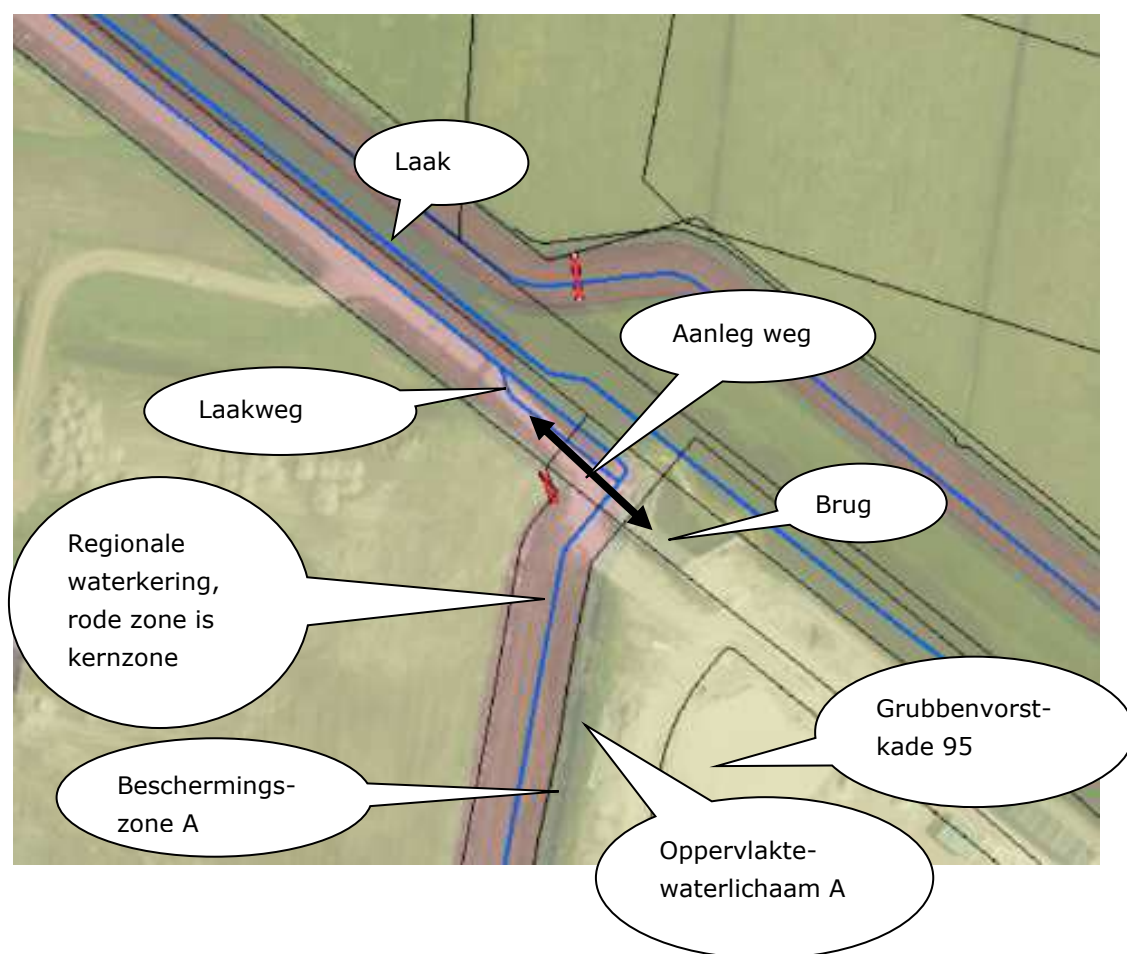 Laak
Aanleg weg
Laakweg
Brug
Regionale
waterkering,
rode zone is
kernzone
Grubbenvorst-
kade 95
Beschermings-
zone A
Oppervlakte-
waterlichaam A